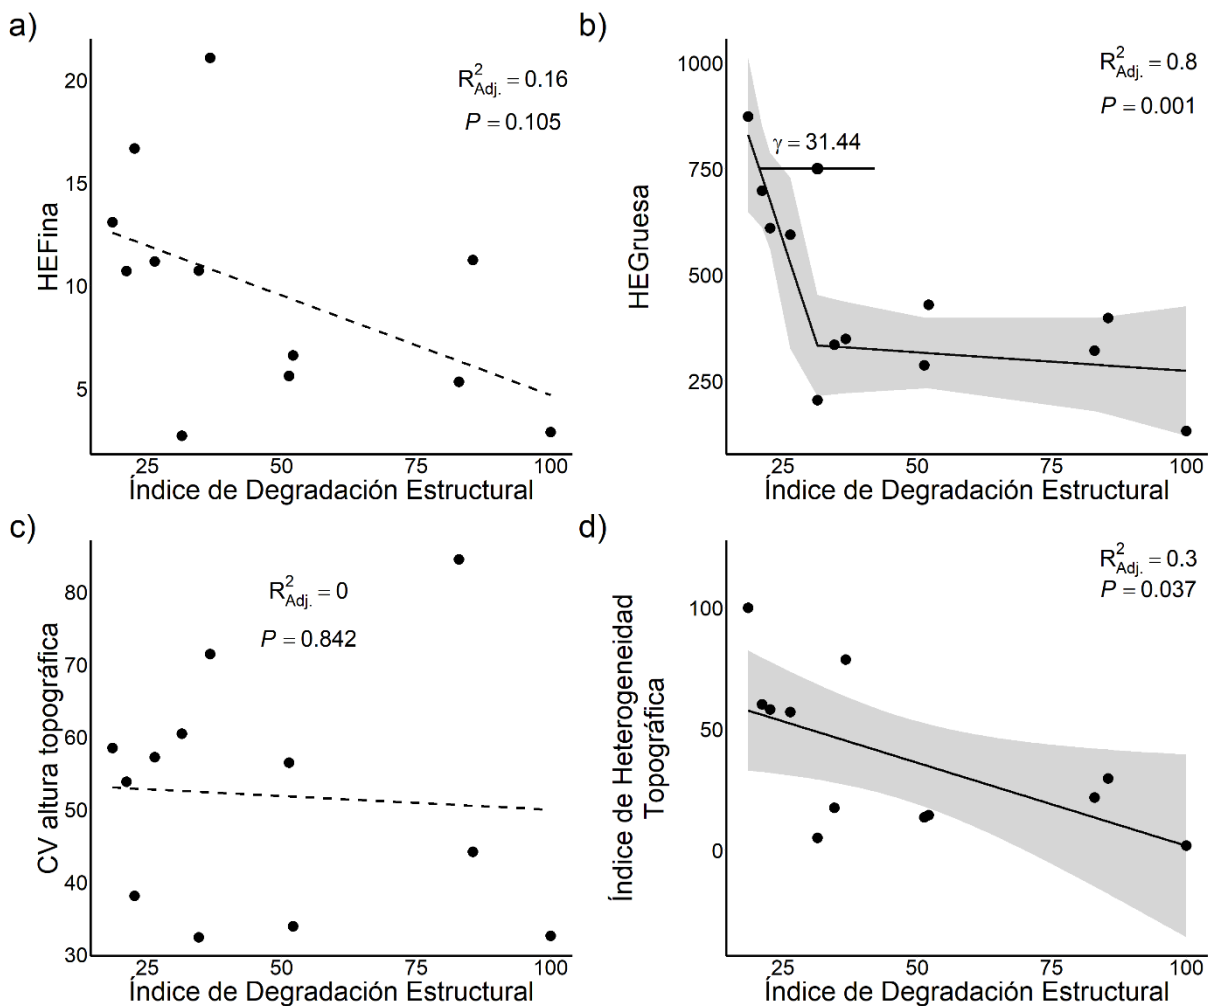 a)
20
15
10
5
HEFina
R²Adj. = 0.16
P = 0.105
25 50 75 100
Índice de Degradación Estructural
b)
1000
750
500
250
HEGruesa
R²Adj. = 0.8
P = 0.001
γ = 31.44
25 50 75 100
Índice de Degradación Estructural
c)
80
70
60
50
40
30
CV altura topográfica
R²Adj. = 0
P = 0.842
25 50 75 100
Índice de Degradación Estructural
d)
100
50
0
Índice de Heterogeneidad
Topográfica
R²Adj. = 0.3
P = 0.037
25 50 75 100
Índice de Degradación Estructural